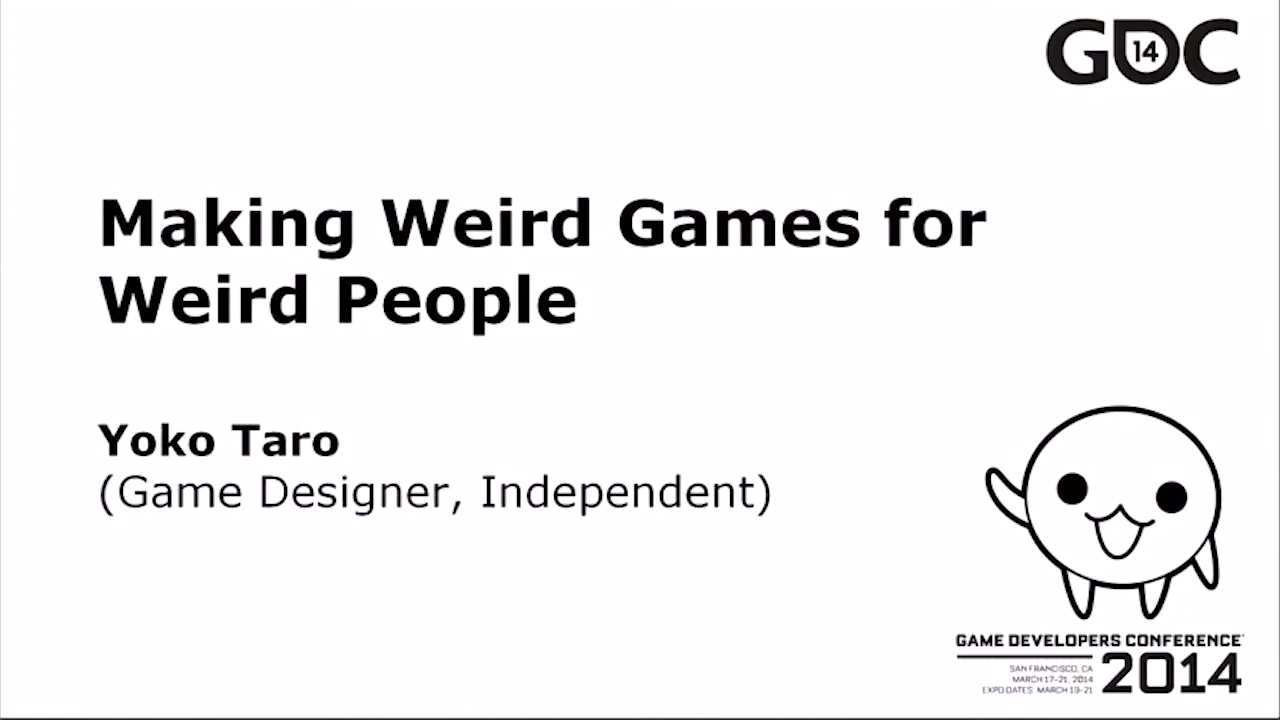 GDC 14
Making Weird Games for
Weird People
Yoko Taro
(Game Designer, Independent)
GAME DEVELOPERS CONFERENCE
SAN FRANCISCO, CA
MARCH 17-21, 2014
EXPO DATES: MARCH 19-21
2014